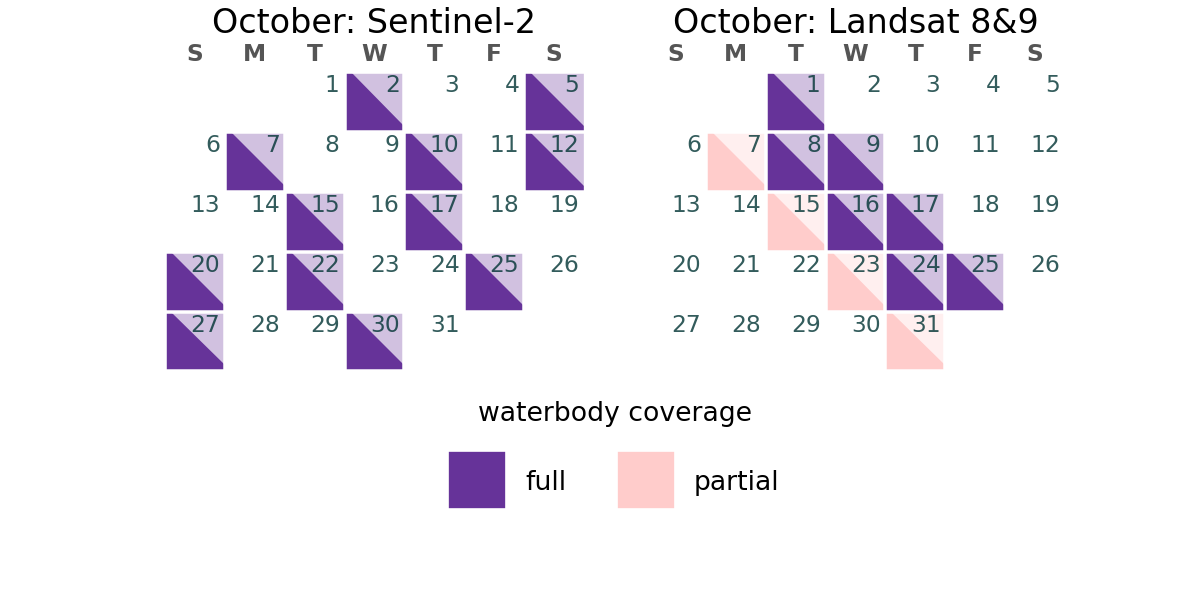 October: Sentinel-2
S M T W T F S
1 2 3 4 5
6 7 8 9 10 11 12
13 14 15 16 17 18 19
20 21 22 23 24 25 26
27 28 29 30 31
October: Landsat 8&9
S M T W T F S
1 2 3 4 5
6 7 8 9 10 11 12
13 14 15 16 17 18 19
20 21 22 23 24 25 26
27 28 29 30 31
waterbody coverage
full
partial